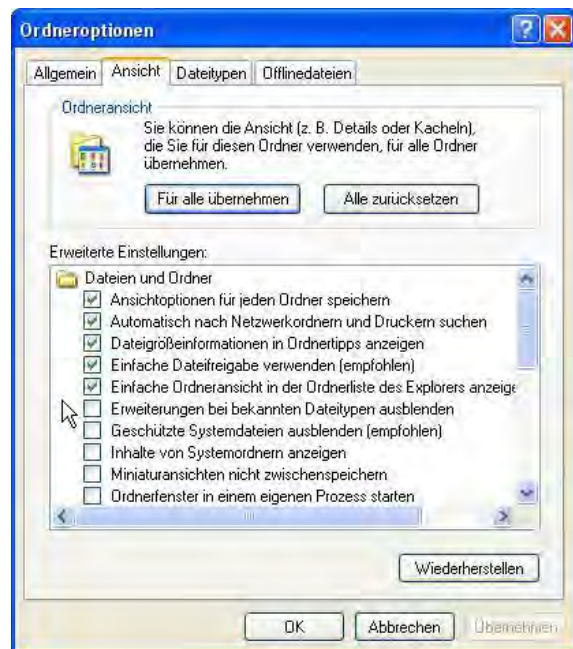 Ordneroptionen
Allgemein Ansicht Dateitypen Offlinedateien
Ordneransicht
Sie können die Ansicht (z. B. Details oder Kacheln),
die Sie für diesen Ordner verwenden, für alle Ordner
übernehmen.
Für alle übernehmen Alle zurücksetzen
Erweiterte Einstellungen:
Dateien und Ordner
Ansichtoptionen für jeden Ordner speichern
Automatisch nach Netzwerkordnern und Druckern suchen
Dateigrößeinformationen in Ordnertipps anzeigen
Einfache Dateifreigabe verwenden (empfohlen)
Einfache Ordneransicht in der Ordnerliste des Explorers anzeige
Erweiterungen bei bekannten Dateitypen ausblenden
Geschützte Systemdateien ausblenden (empfohlen)
Inhalte von Systemordnern anzeigen
Miniaturansichten nicht zwischenspeichern
Ordnerfenster in einem eigenen Prozess starten
Wiederherstellen
OK Abbrechen Übernehmen